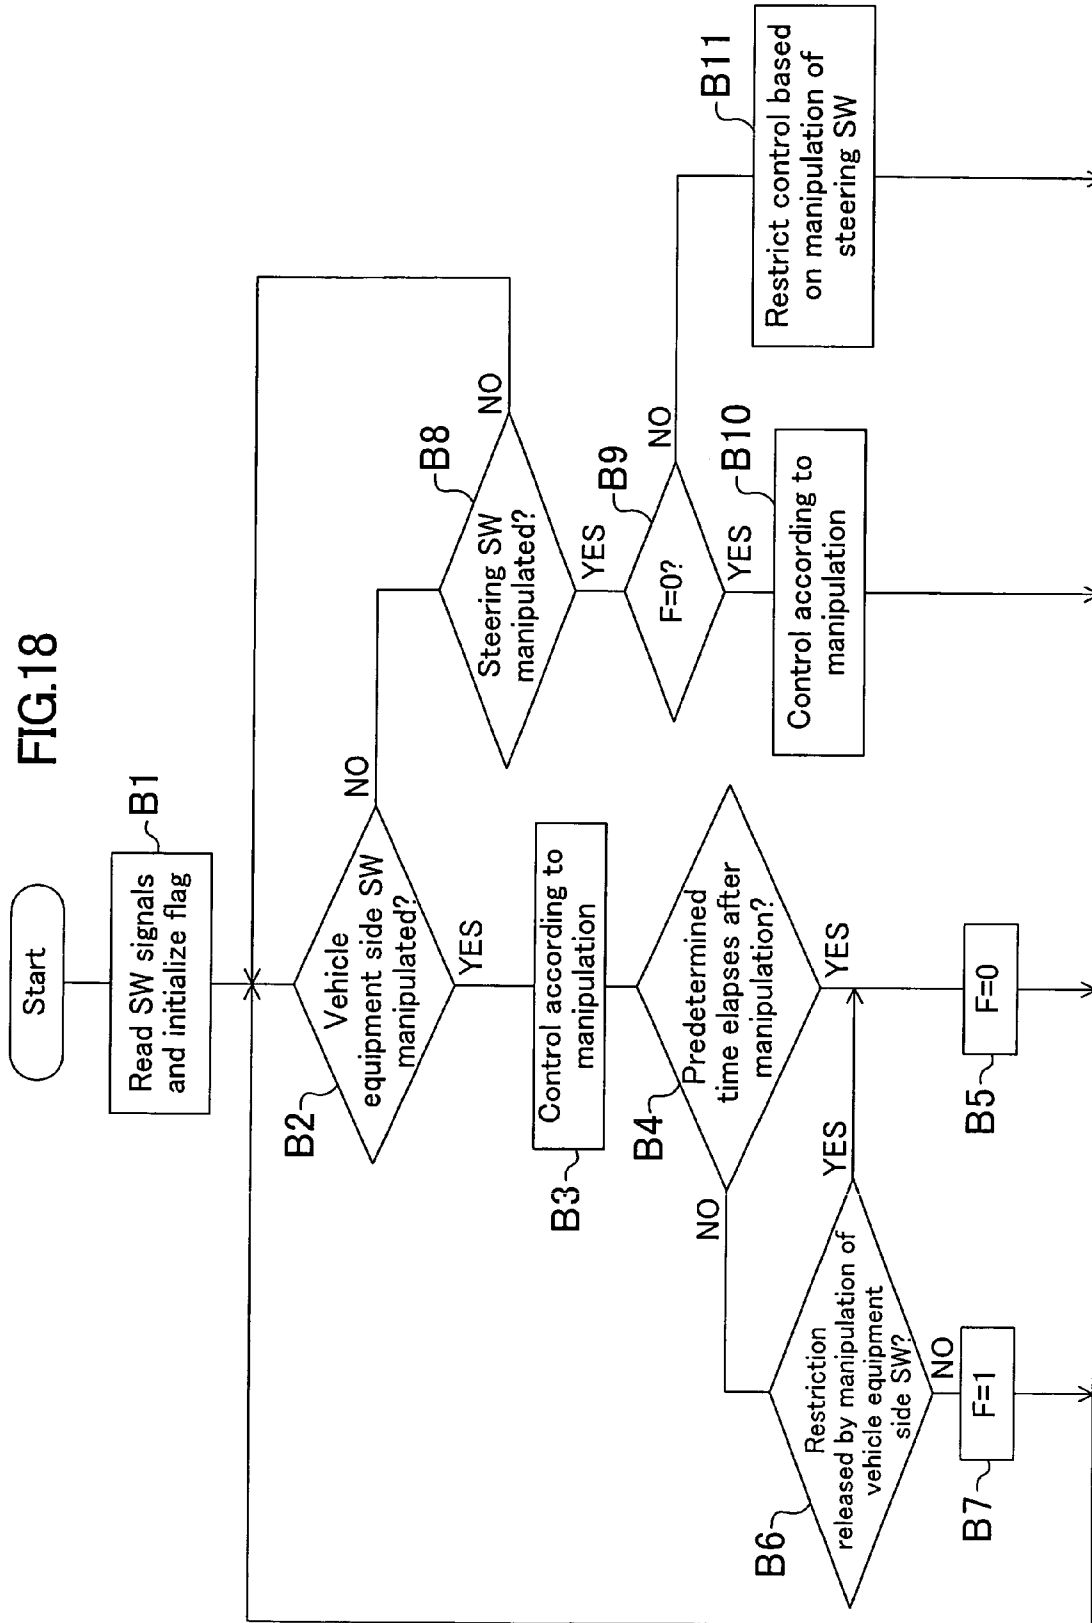 FIG.18
Start
Read SW signals
and initialize flag
B1
Vehicle
equipment side SW
manipulated?
B2
NO
YES
Control according to
manipulation
B3
Predetermined
time elapses after
manipulation?
B4
NO
YES
F=0
B5
Restriction
released by manipulation of
vehicle equipment
side SW?
B6
YES
NO
F=1
B7
Steering SW
manipulated?
B8
NO
YES
F=0?
B9
NO
YES
Control according to
manipulation
B10
Restrict control based
on manipulation of
steering SW
B11